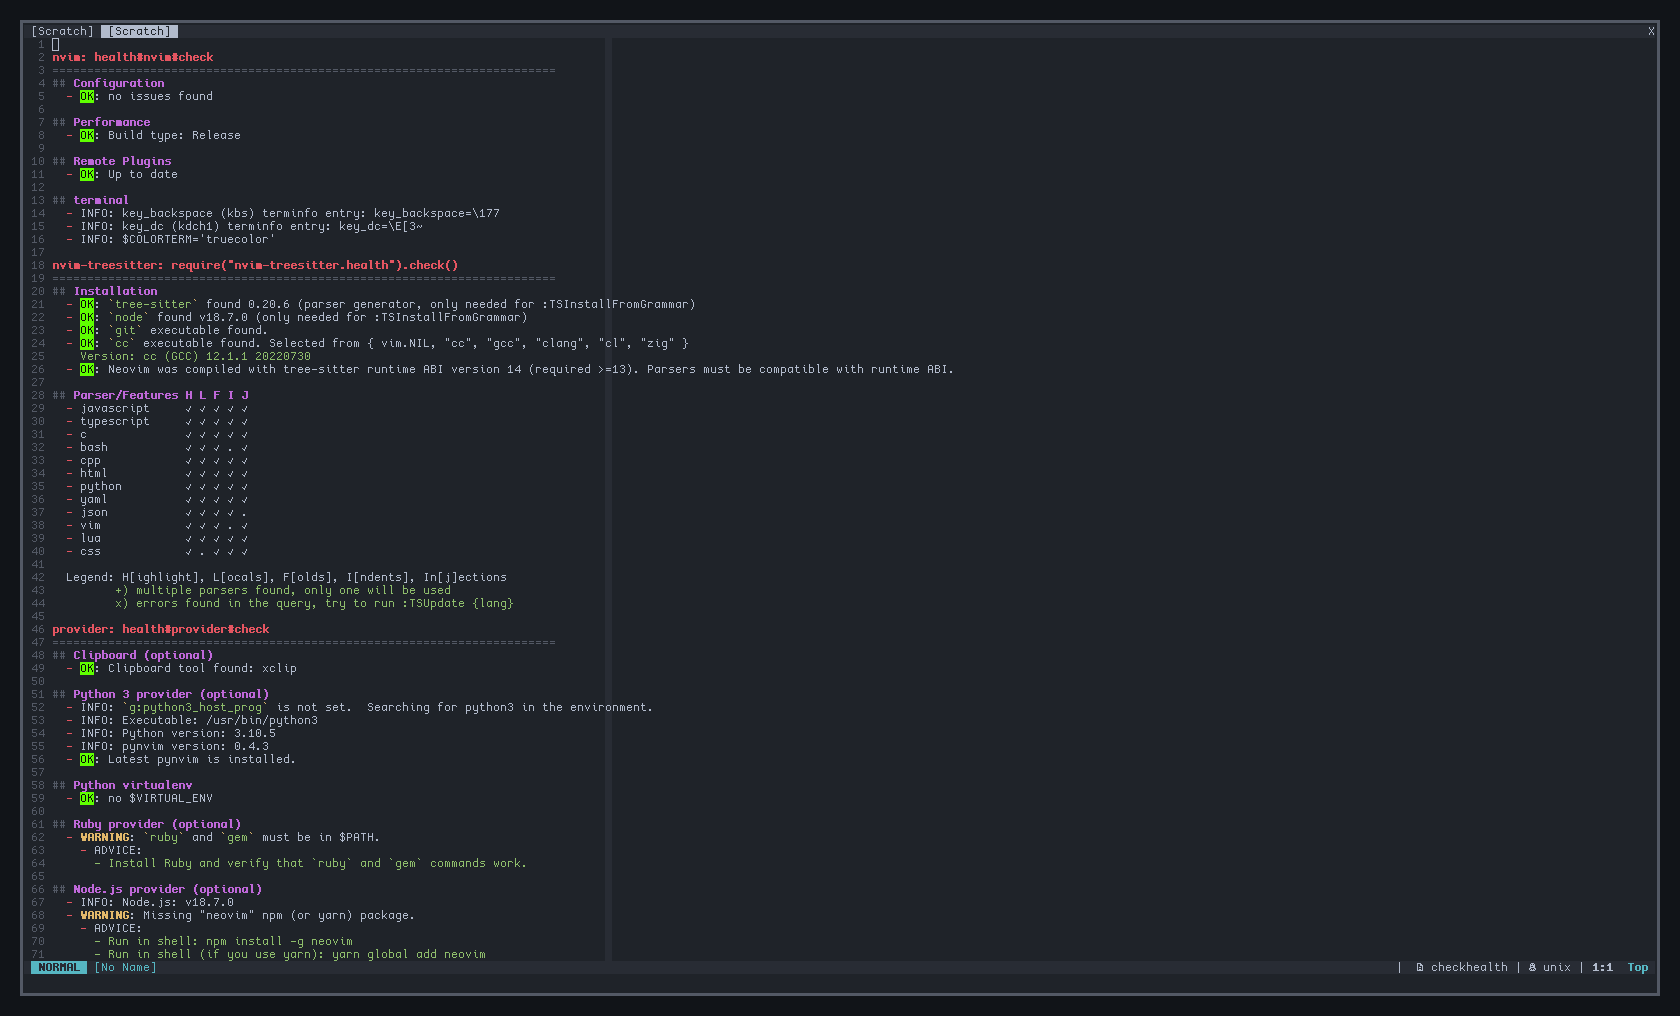 [Scratch] [Scratch] X
1
2 nvim: health#nvim#check
3 ========================================================================
4 ## Configuration
5   - OK: no issues found
6
7 ## Performance
8   - OK: Build type: Release
9
10 ## Remote Plugins
11   - OK: Up to date
12
13 ## terminal
14   - INFO: key_backspace (kbs) terminfo entry: key_backspace=\177
15   - INFO: key_dc (kdch1) terminfo entry: key_dc=\E[3~
16   - INFO: $COLORTERM='truecolor'
17
18 nvim-treesitter: require("nvim-treesitter.health").check()
19 ========================================================================
20 ## Installation
21   - OK: `tree-sitter` found 0.20.6 (parser generator, only needed for :TSInstallFromGrammar)
22   - OK: `node` found v18.7.0 (only needed for :TSInstallFromGrammar)
23   - OK: `git` executable found.
24   - OK: `cc` executable found. Selected from { vim.NIL, "cc", "gcc", "clang", "cl", "zig" }
25     Version: cc (GCC) 12.1.1 20220730
26   - OK: Neovim was compiled with tree-sitter runtime ABI version 14 (required >=13). Parsers must be compatible with runtime ABI.
27
28 ## Parser/Features H L F I J
29   - javascript     ✓ ✓ ✓ ✓ ✓
30   - typescript     ✓ ✓ ✓ ✓ ✓
31   - c              ✓ ✓ ✓ ✓ ✓
32   - bash           ✓ ✓ ✓ . ✓
33   - cpp            ✓ ✓ ✓ ✓ ✓
34   - html           ✓ ✓ ✓ ✓ ✓
35   - python         ✓ ✓ ✓ ✓ ✓
36   - yaml           ✓ ✓ ✓ ✓ ✓
37   - json           ✓ ✓ ✓ ✓ .
38   - vim            ✓ ✓ ✓ . ✓
39   - lua            ✓ ✓ ✓ ✓ ✓
40   - css            ✓ . ✓ ✓ ✓
41
42   Legend: H[ighlight], L[ocals], F[olds], I[ndents], In[j]ections
43          +) multiple parsers found, only one will be used
44          x) errors found in the query, try to run :TSUpdate {lang}
45
46 provider: health#provider#check
47 ========================================================================
48 ## Clipboard (optional)
49   - OK: Clipboard tool found: xclip
50
51 ## Python 3 provider (optional)
52   - INFO: `g:python3_host_prog` is not set.  Searching for python3 in the environment.
53   - INFO: Executable: /usr/bin/python3
54   - INFO: Python version: 3.10.5
55   - INFO: pynvim version: 0.4.3
56   - OK: Latest pynvim is installed.
57
58 ## Python virtualenv
59   - OK: no $VIRTUAL_ENV
60
61 ## Ruby provider (optional)
62   - WARNING: `ruby` and `gem` must be in $PATH.
63     - ADVICE:
64       - Install Ruby and verify that `ruby` and `gem` commands work.
65
66 ## Node.js provider (optional)
67   - INFO: Node.js: v18.7.0
68   - WARNING: Missing "neovim" npm (or yarn) package.
69     - ADVICE:
70       - Run in shell: npm install -g neovim
71       - Run in shell (if you use yarn): yarn global add neovim
NORMAL [No Name] | checkhealth | unix | 1:1 Top